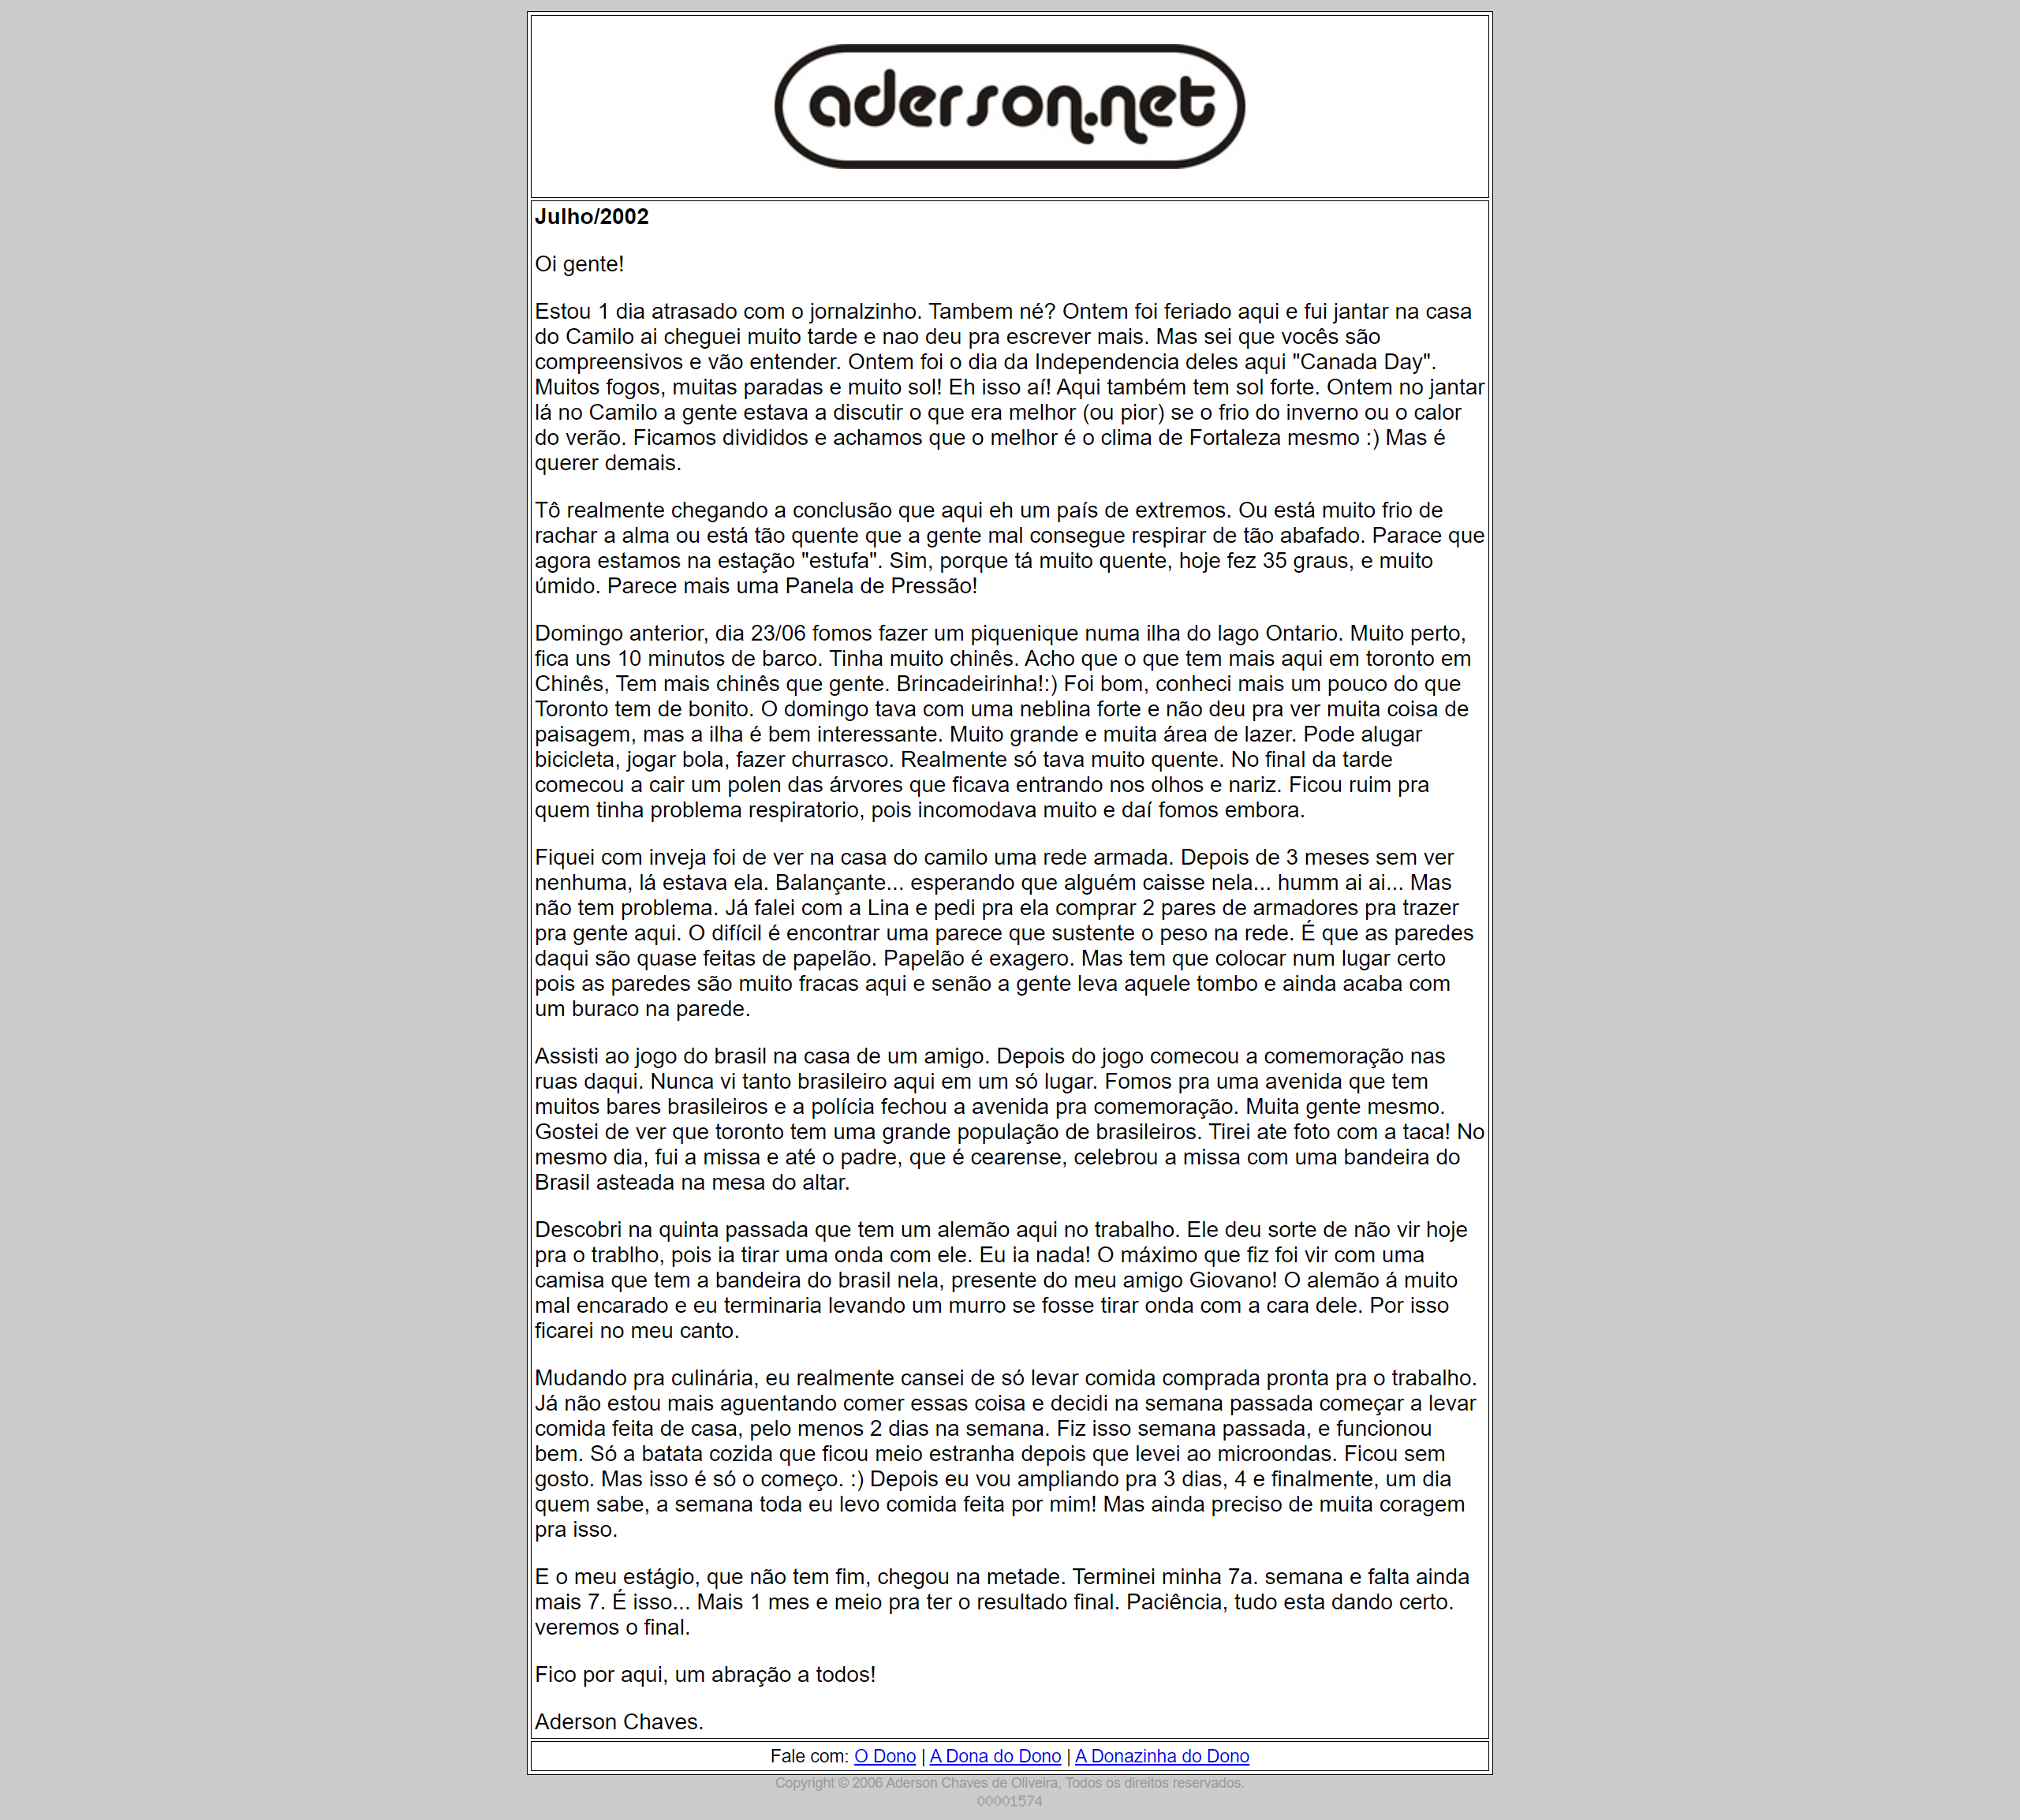 aderson.net
Julho/2002
Oi gente!
Estou 1 dia atrasado com o jornalzinho. Tambem né? Ontem foi feriado aqui e fui jantar na casa
do Camilo ai cheguei muito tarde e nao deu pra escrever mais. Mas sei que vocês são
compreensivos e vão entender. Ontem foi o dia da Independencia deles aqui "Canada Day".
Muitos fogos, muitas paradas e muito sol! Eh isso aí! Aqui também tem sol forte. Ontem no jantar
lá no Camilo a gente estava a discutir o que era melhor (ou pior) se o frio do inverno ou o calor
do verão. Ficamos divididos e achamos que o melhor é o clima de Fortaleza mesmo :) Mas é
querer demais.
Tô realmente chegando a conclusão que aqui eh um país de extremos. Ou está muito frio de
rachar a alma ou está tão quente que a gente mal consegue respirar de tão abafado. Parace que
agora estamos na estação "estufa". Sim, porque tá muito quente, hoje fez 35 graus, e muito
úmido. Parece mais uma Panela de Pressão!
Domingo anterior, dia 23/06 fomos fazer um piquenique numa ilha do lago Ontario. Muito perto,
fica uns 10 minutos de barco. Tinha muito chinês. Acho que o que tem mais aqui em toronto em
Chinês, Tem mais chinês que gente. Brincadeirinha!:) Foi bom, conheci mais um pouco do que
Toronto tem de bonito. O domingo tava com uma neblina forte e não deu pra ver muita coisa de
paisagem, mas a ilha é bem interessante. Muito grande e muita área de lazer. Pode alugar
bicicleta, jogar bola, fazer churrasco. Realmente só tava muito quente. No final da tarde
comecou a cair um polen das árvores que ficava entrando nos olhos e nariz. Ficou ruim pra
quem tinha problema respiratorio, pois incomodava muito e daí fomos embora.
Fiquei com inveja foi de ver na casa do camilo uma rede armada. Depois de 3 meses sem ver
nenhuma, lá estava ela. Balançante... esperando que alguém caisse nela... humm ai ai... Mas
não tem problema. Já falei com a Lina e pedi pra ela comprar 2 pares de armadores pra trazer
pra gente aqui. O difícil é encontrar uma parece que sustente o peso na rede. É que as paredes
daqui são quase feitas de papelão. Papelão é exagero. Mas tem que colocar num lugar certo
pois as paredes são muito fracas aqui e senão a gente leva aquele tombo e ainda acaba com
um buraco na parede.
Assisti ao jogo do brasil na casa de um amigo. Depois do jogo comecou a comemoração nas
ruas daqui. Nunca vi tanto brasileiro aqui em um só lugar. Fomos pra uma avenida que tem
muitos bares brasileiros e a polícia fechou a avenida pra comemoração. Muita gente mesmo.
Gostei de ver que toronto tem uma grande população de brasileiros. Tirei ate foto com a taca! No
mesmo dia, fui a missa e até o padre, que é cearense, celebrou a missa com uma bandeira do
Brasil asteada na mesa do altar.
Descobri na quinta passada que tem um alemão aqui no trabalho. Ele deu sorte de não vir hoje
pra o trablho, pois ia tirar uma onda com ele. Eu ia nada! O máximo que fiz foi vir com uma
camisa que tem a bandeira do brasil nela, presente do meu amigo Giovano! O alemão á muito
mal encarado e eu terminaria levando um murro se fosse tirar onda com a cara dele. Por isso
ficarei no meu canto.
Mudando pra culinária, eu realmente cansei de só levar comida comprada pronta pra o trabalho.
Já não estou mais aguentando comer essas coisa e decidi na semana passada começar a levar
comida feita de casa, pelo menos 2 dias na semana. Fiz isso semana passada, e funcionou
bem. Só a batata cozida que ficou meio estranha depois que levei ao microondas. Ficou sem
gosto. Mas isso é só o começo. :) Depois eu vou ampliando pra 3 dias, 4 e finalmente, um dia
quem sabe, a semana toda eu levo comida feita por mim! Mas ainda preciso de muita coragem
pra isso.
E o meu estágio, que não tem fim, chegou na metade. Terminei minha 7a. semana e falta ainda
mais 7. É isso... Mais 1 mes e meio pra ter o resultado final. Paciência, tudo esta dando certo.
veremos o final.
Fico por aqui, um abração a todos!
Aderson Chaves.
Fale com: O Dono | A Dona do Dono | A Donazinha do Dono
Copyright © 2006 Aderson Chaves de Oliveira, Todos os direitos reservados.
00001574